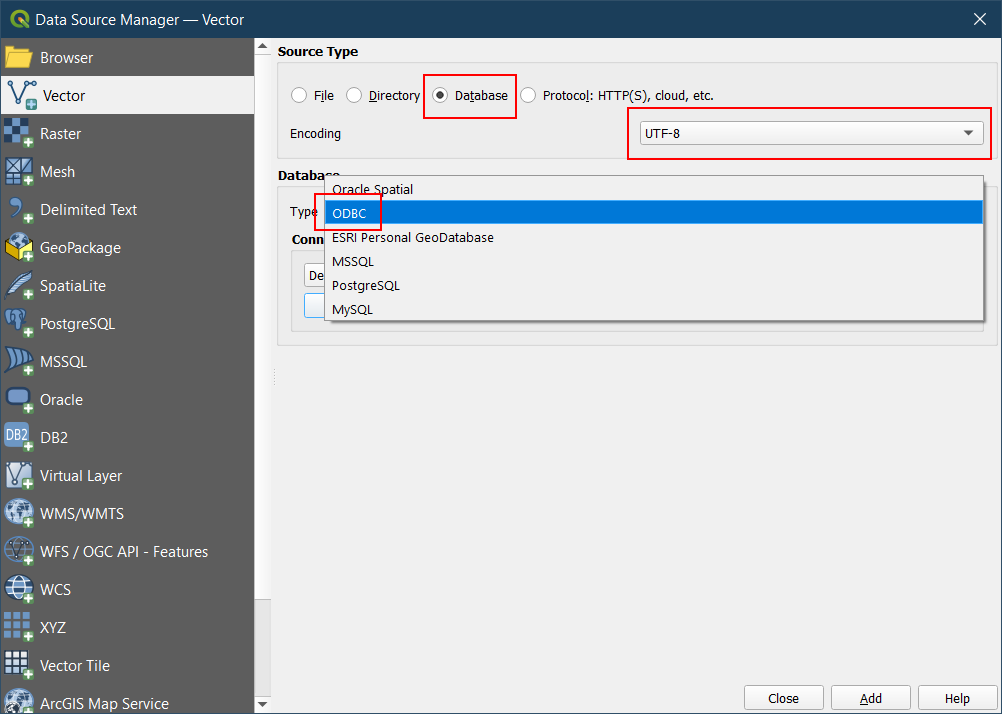 Data Source Manager — Vector
Browser
Vector
Raster
Mesh
Delimited Text
GeoPackage
SpatiaLite
PostgreSQL
MSSQL
Oracle
DB2
DB2
Virtual Layer
WMS/WMTS
WFS / OGC API - Features
WCS
XYZ
Vector Tile
ArcGIS Map Service
Source Type
File Directory Database Protocol: HTTP(S), cloud, etc.
Encoding UTF-8
Database
Type
Oracle Spatial
ODBC
ESRI Personal GeoDatabase
MSSQL
PostgreSQL
MySQL
Conn
De
Close Add Help